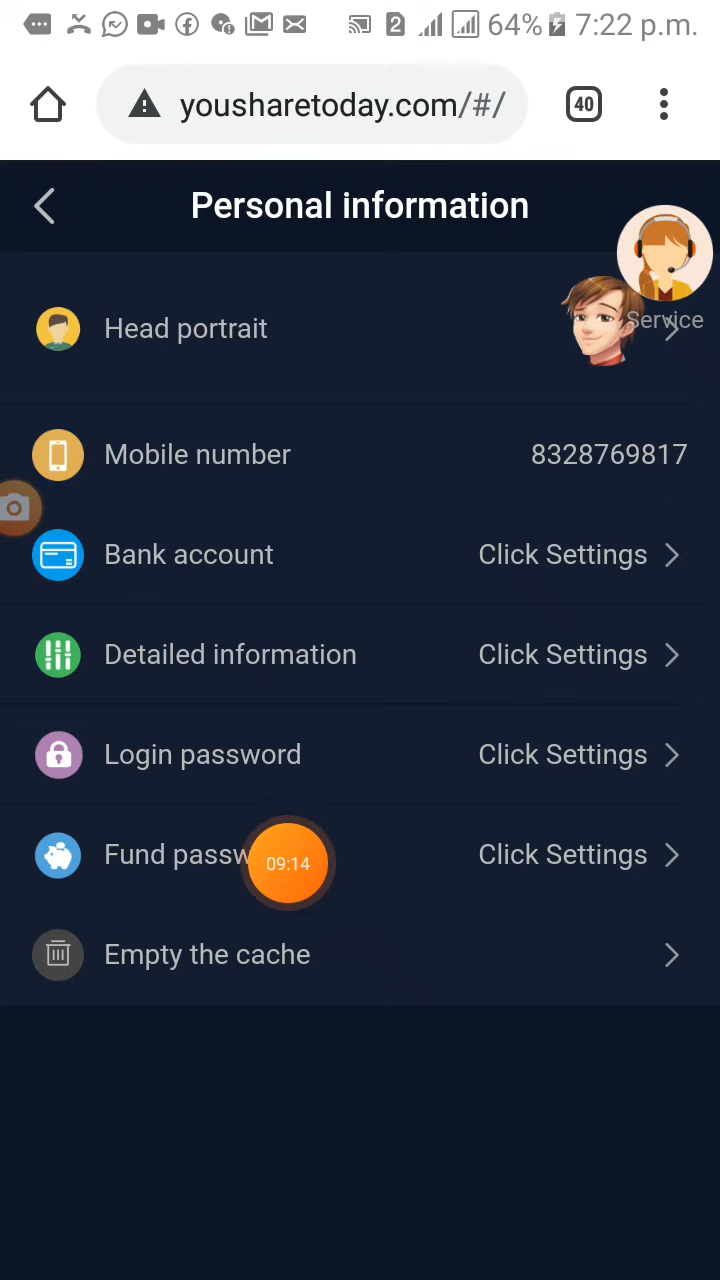 64% 7:22 p.m.
yousharetoday.com/#/
40
Personal information
Head portrait
Service
Mobile number 8328769817
Bank account Click Settings
Detailed information Click Settings
Login password Click Settings
Fund passw Click Settings
09:14
Empty the cache